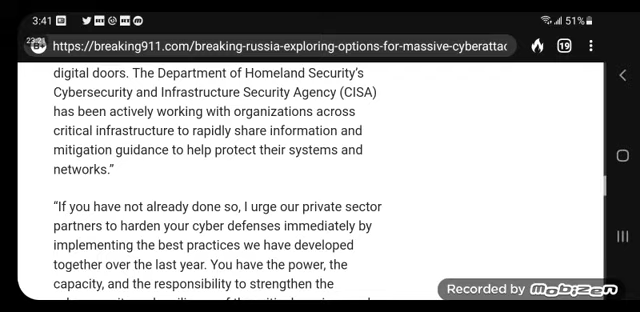 3:41 51%
23:21
https://breaking911.com/breaking-russia-exploring-options-for-massive-cyberattac
19
digital doors. The Department of Homeland Security’s
Cybersecurity and Infrastructure Security Agency (CISA)
has been actively working with organizations across
critical infrastructure to rapidly share information and
mitigation guidance to help protect their systems and
networks.”
“If you have not already done so, I urge our private sector
partners to harden your cyber defenses immediately by
implementing the best practices we have developed
together over the last year. You have the power, the
capacity, and the responsibility to strengthen the
Recorded by Mobizen